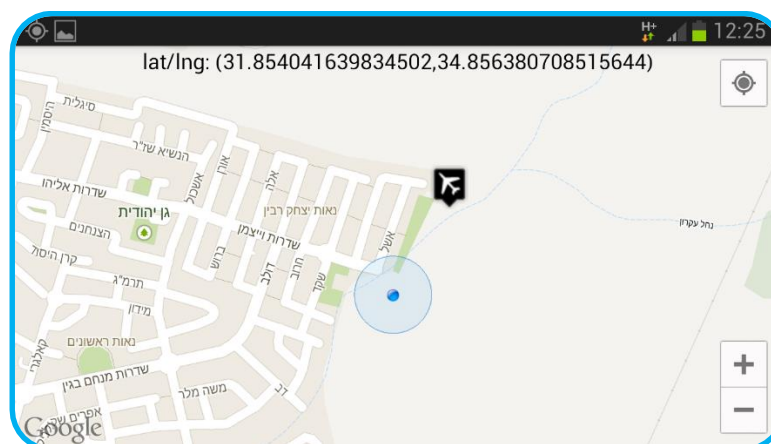 H+
12:25
lat/lng: (31.854041639834502,34.856380708515644)
סיגלית
היסמין
הנשיא שז"ר
אורן
אשכול
אלה
שדרות אליהו
גן יהודית
נאות יצחק רבין
נחל עקרון
הצנחנים
שדרות וייצמן
אשל
ברוש
קרן היסוד
דולב
חרוב
שקד
תרמ"ג
מידון
נאות ראשונים
קאלגרי
שדרות מנחם בגין
משה מלר
אפרים
Google
+
−